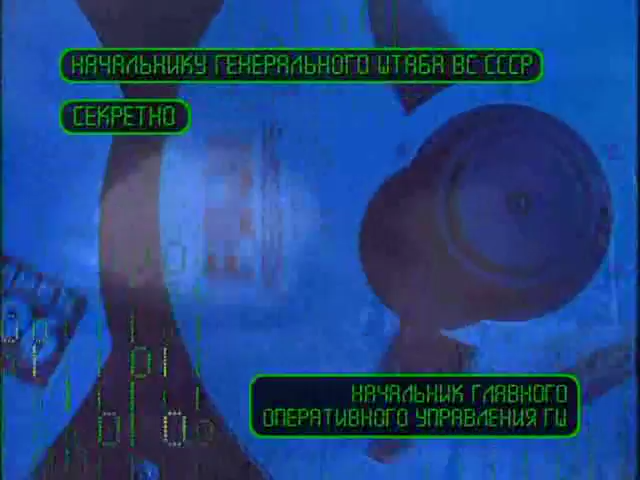 НАЧАЛЬНИКУ ГЕНЕРАЛЬНОГО ШТАБА ВС СССР
СЕКРЕТНО
НАЧАЛЬНИК ГЛАВНОГО
ОПЕРАТИВНОГО УПРАВЛЕНИЯ ГШ